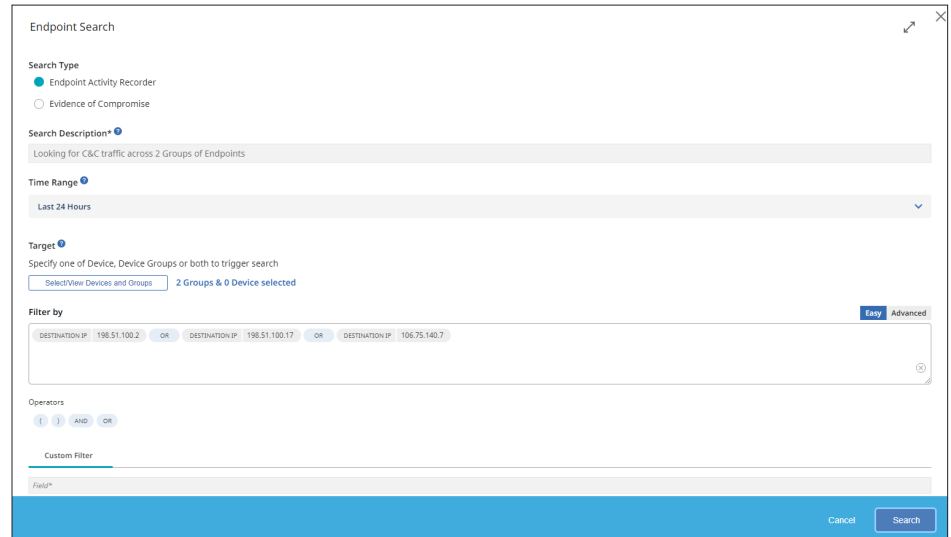 Endpoint Search
Search Type
Endpoint Activity Recorder
Evidence of Compromise
Search Description* ?
Looking for C&C traffic across 2 Groups of Endpoints
Time Range ?
Last 24 Hours
Target ?
Specify one of Device, Device Groups or both to trigger search
Select/View Devices and Groups 2 Groups & 0 Device selected
Filter by Easy Advanced
DESTINATION IP 198.51.100.2 OR DESTINATION IP 198.51.100.17 OR DESTINATION IP 106.75.140.7
Operators
( ) AND OR
Custom Filter
Field*
Cancel Search